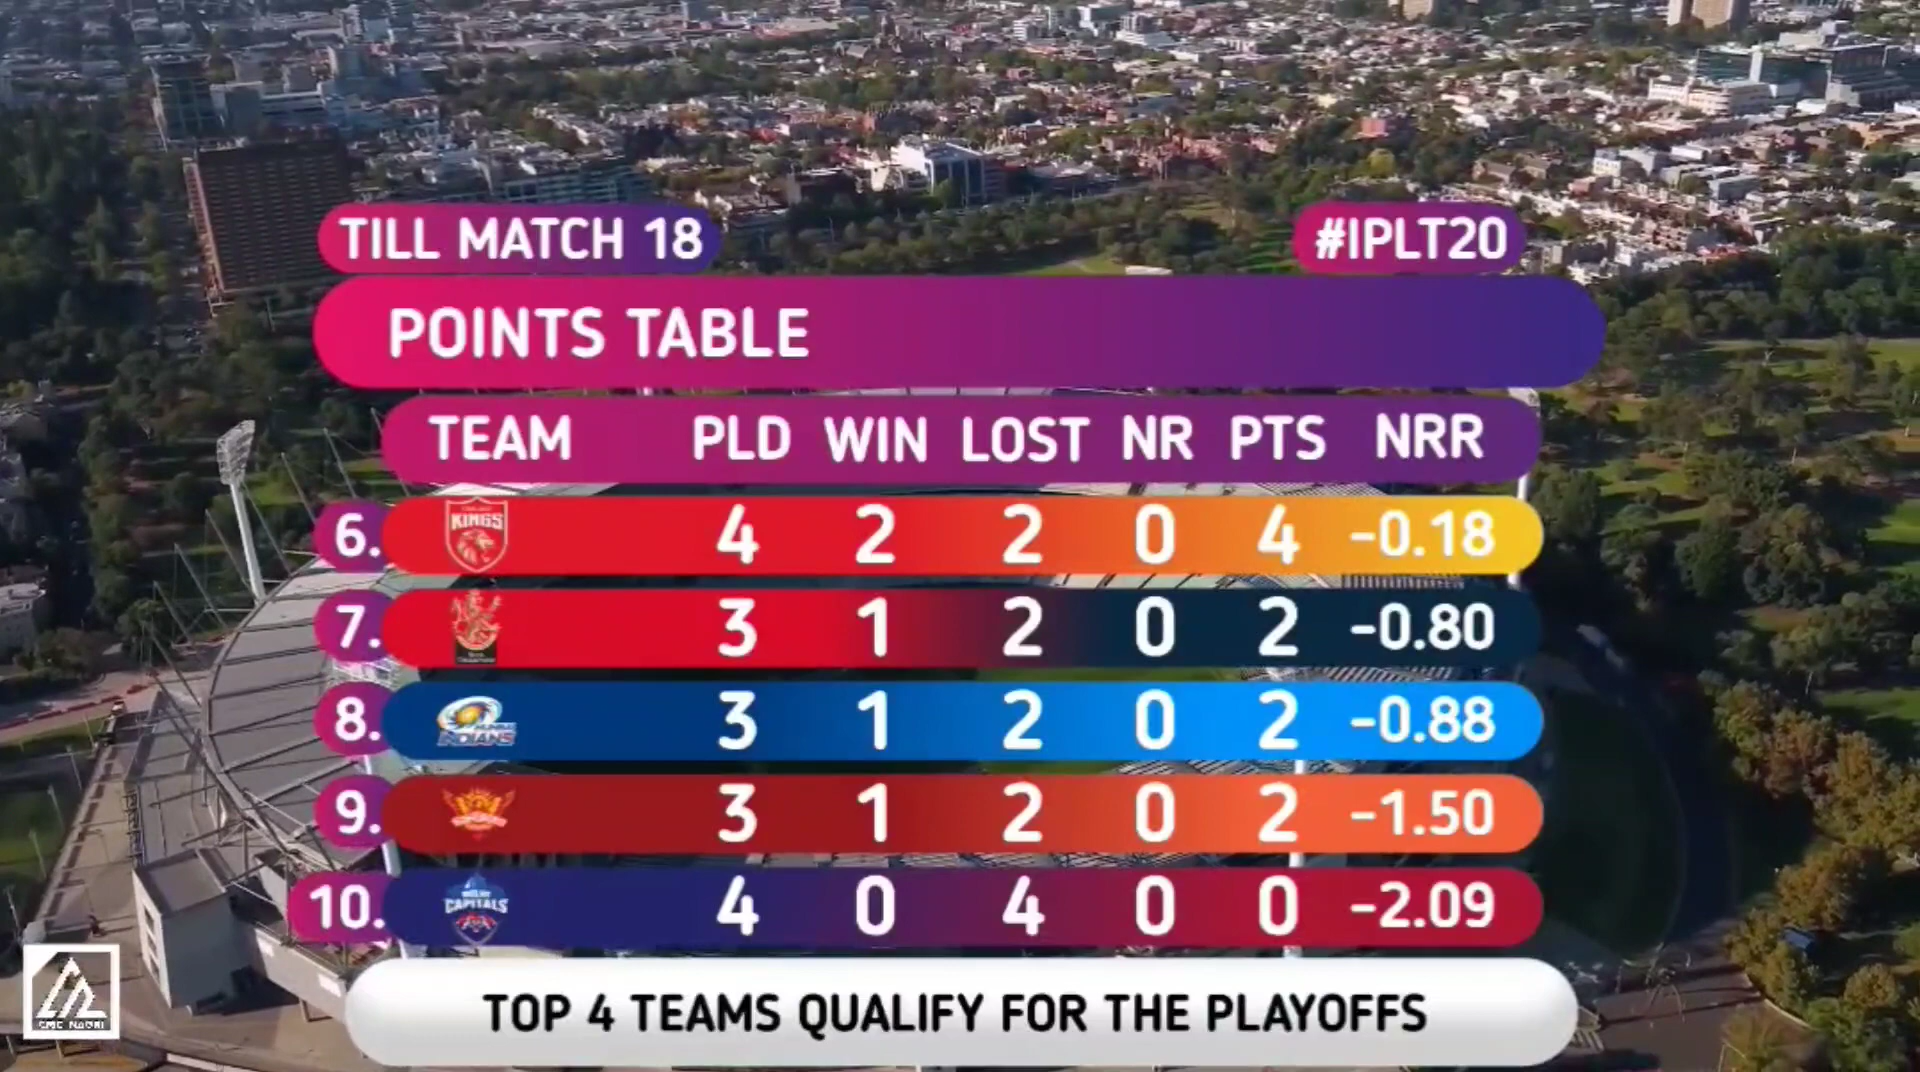 TILL MATCH 18
#IPLT20
POINTS TABLE
TEAM PLD WIN LOST NR PTS NRR
6. KINGS 4 2 2 0 4 -0.18
7. 3 1 2 0 2 -0.80
8. MUMBAI INDIANS 3 1 2 0 2 -0.88
9. 3 1 2 0 2 -1.50
10. DELHI CAPITALS 4 0 4 0 0 -2.09
TOP 4 TEAMS QUALIFY FOR THE PLAYOFFS